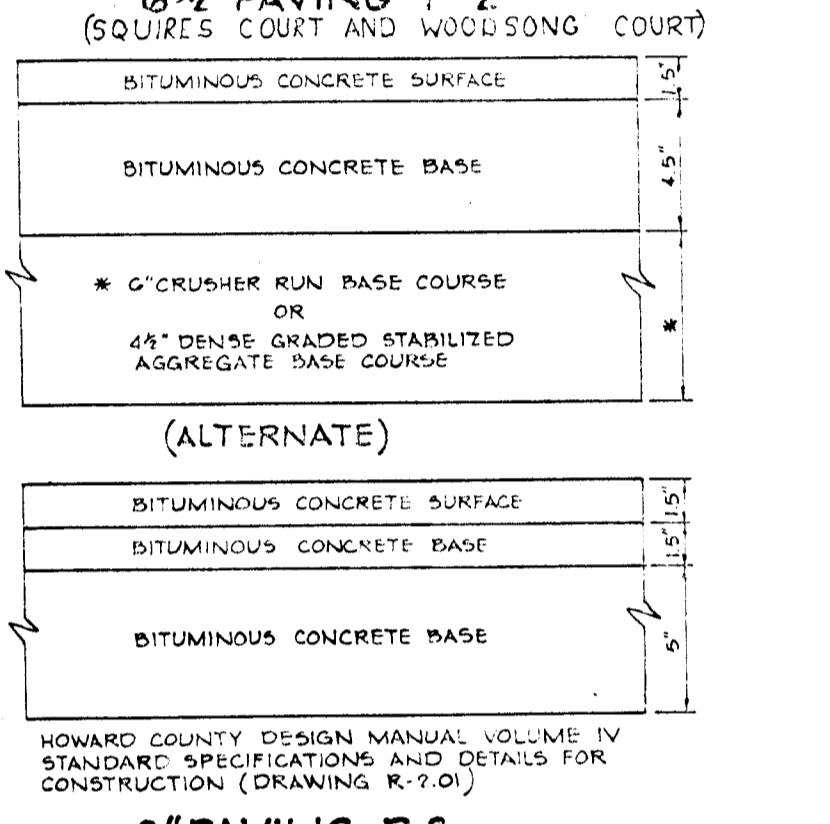 (SQUIRES COURT AND WOODSONG COURT)
BITUMINOUS CONCRETE SURFACE
1.5"
BITUMINOUS CONCRETE BASE
4.5"
* 6" CRUSHER RUN BASE COURSE
OR
4½" DENSE GRADED STABILIZED
AGGREGATE BASE COURSE
*
(ALTERNATE)
BITUMINOUS CONCRETE SURFACE
1.5"
BITUMINOUS CONCRETE BASE
1.5"
BITUMINOUS CONCRETE BASE
5"
HOWARD COUNTY DESIGN MANUAL VOLUME IV
STANDARD SPECIFICATIONS AND DETAILS FOR
CONSTRUCTION (DRAWING R-2.01)